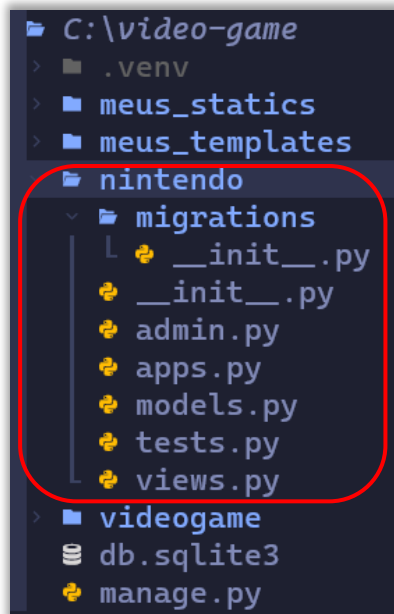 C:\video-game
.venv
meus_statics
meus_templates
nintendo
migrations
__init__.py
__init__.py
admin.py
apps.py
models.py
tests.py
views.py
videogame
db.sqlite3
manage.py